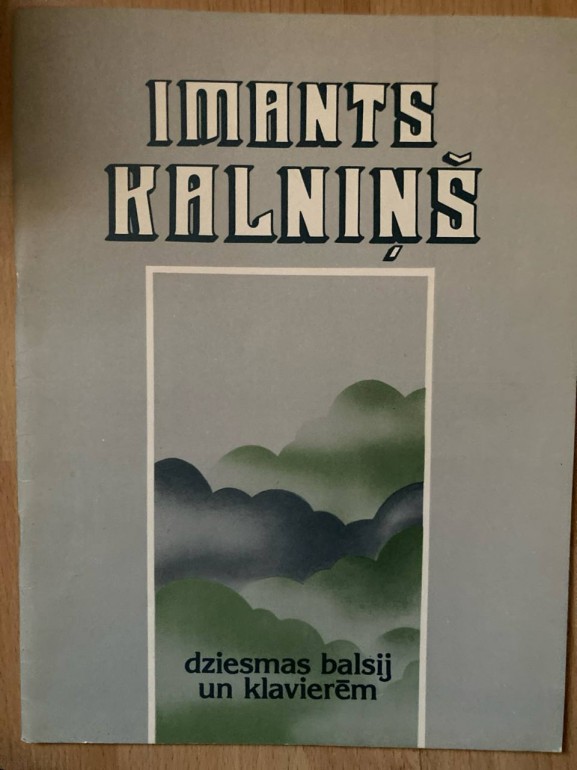 IMANTS
KALNIŅŠ
dziesmas balsij
un klavierēm